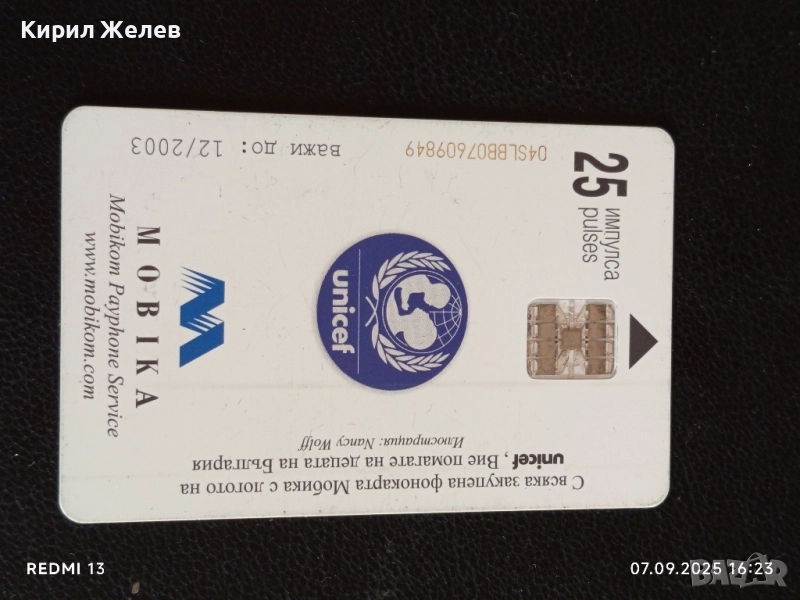 Кирил Желев
25
импулса
pulses
04SLBB07609849
важи до: 12/2003
unicef
MOBIKA
Mobikom Payphone Service
www.mobikom.com
С всяка закупена фонокарта Мобика с логото на
unicef, Вие помагате на децата на България
Илюстрация: Nancy Wolff
REDMI 13
07.09.2025 16:23
BAZAR